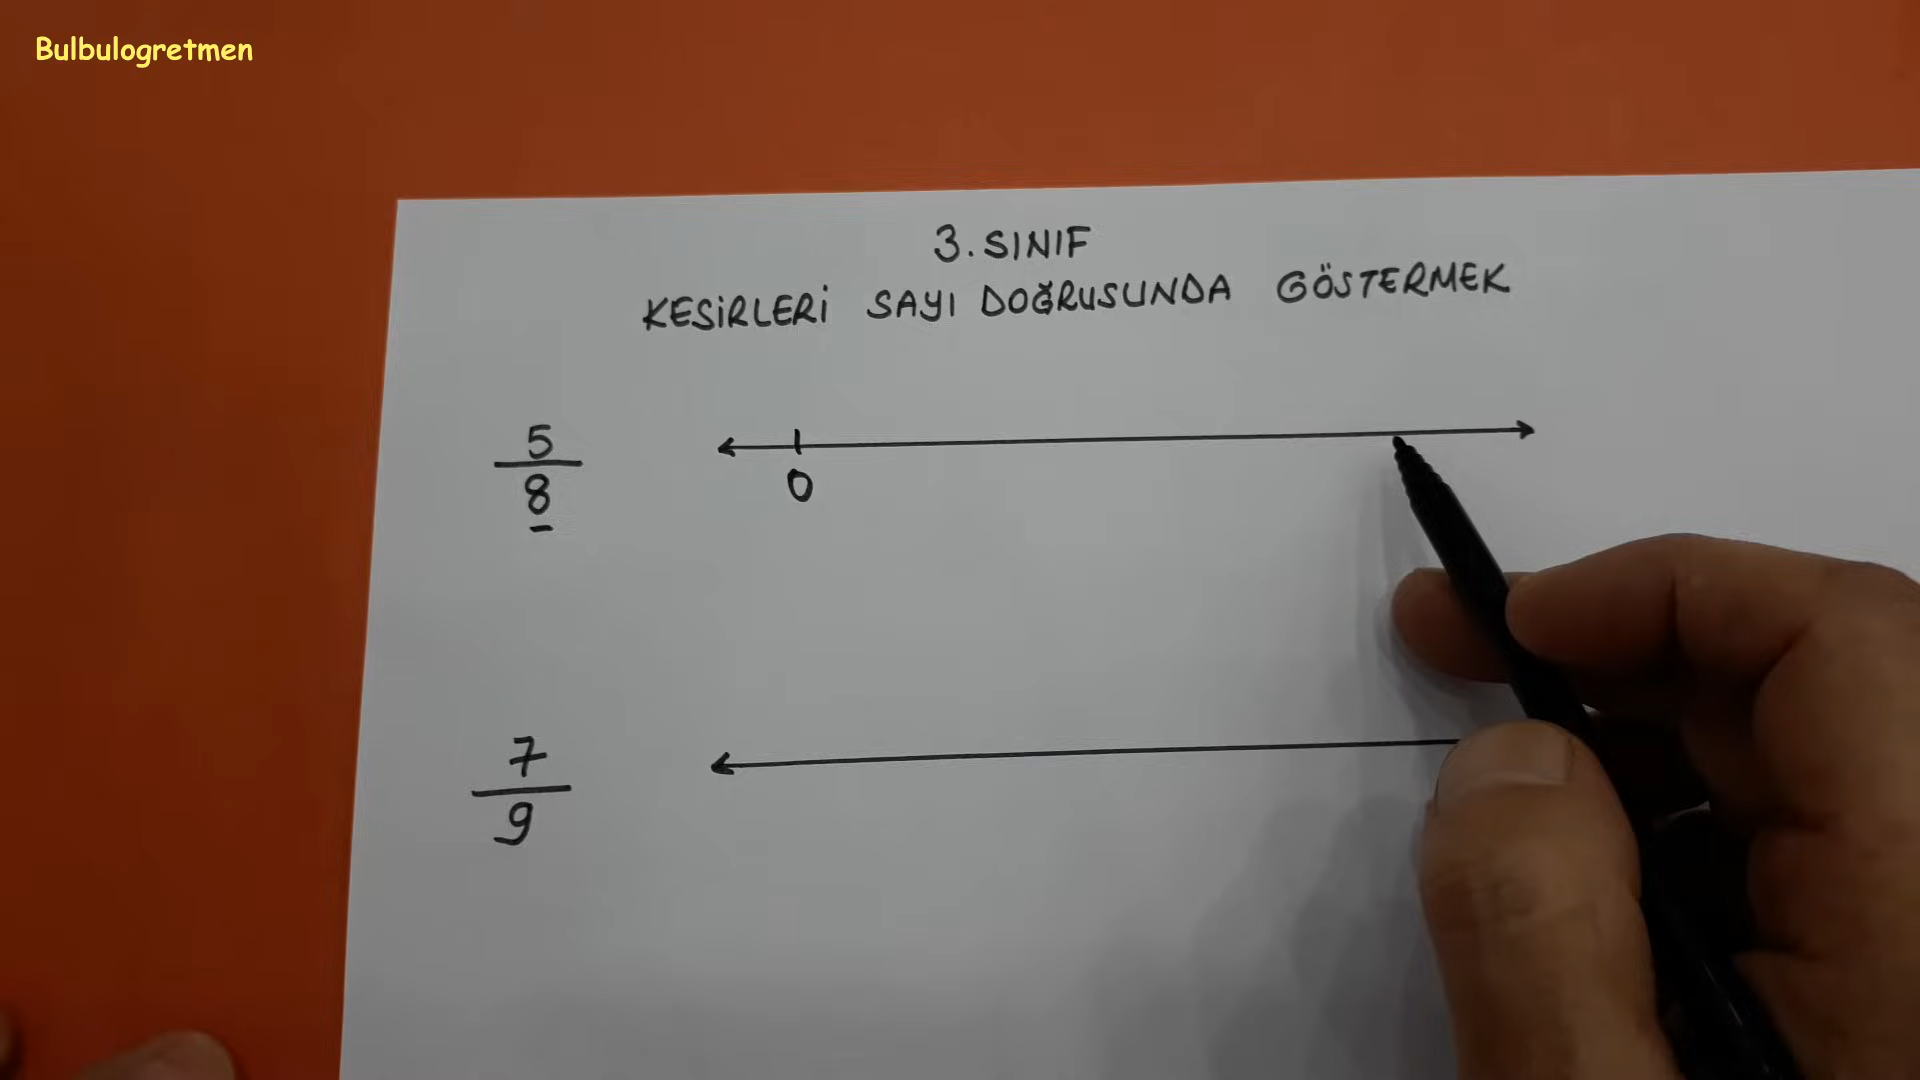 Bulbulogretmen
3. SINIF
KESİRLERİ SAYI DOĞRUSUNDA GÖSTERMEK
5
8
0
7
9